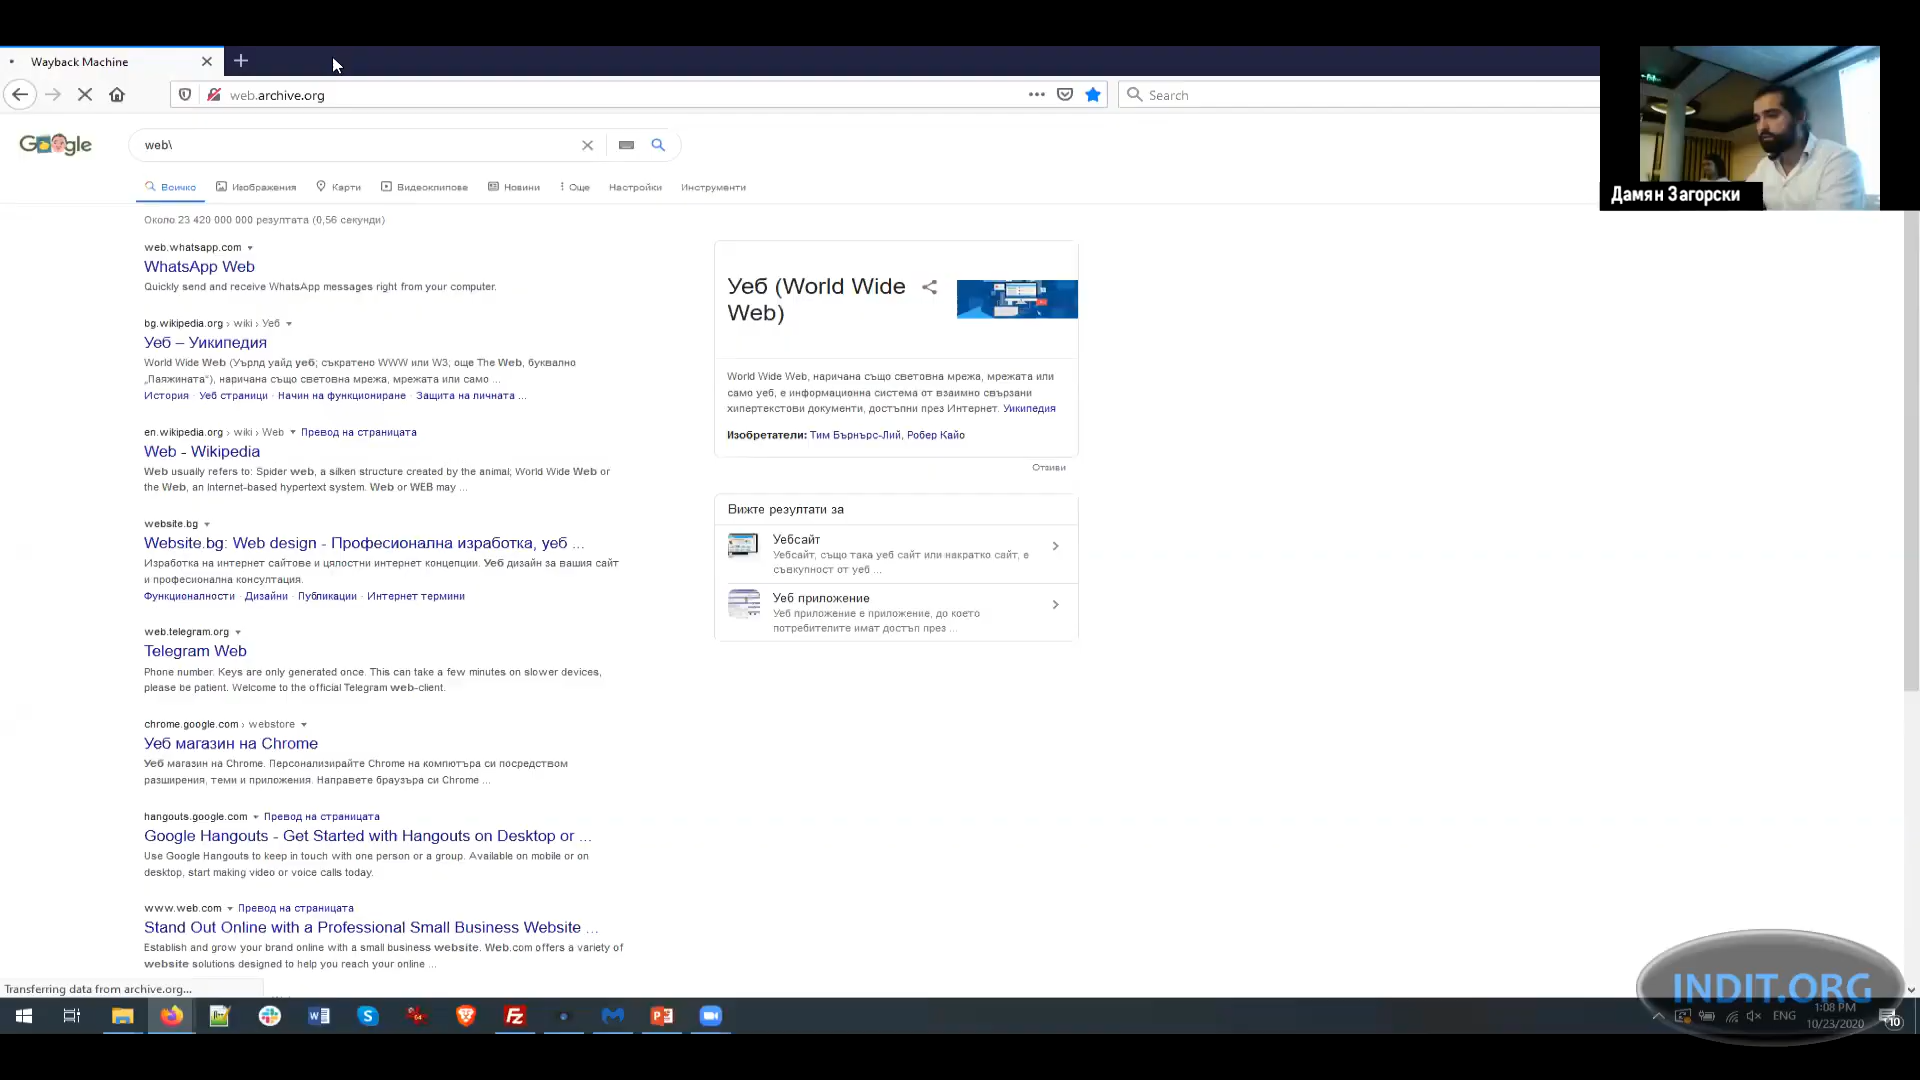 Wayback Machine
web.archive.org
Search
Google
web\
Дамян Загорски
Всичко
Изображения
Карти
Видеоклипове
Новини
Още
Настройки
Инструменти
Около 23 420 000 000 резултата (0,56 секунди)
web.whatsapp.com
WhatsApp Web
Quickly send and receive WhatsApp messages right from your computer.
bg.wikipedia.org › wiki › Уеб
Уеб – Уикипедия
World Wide Web (Уърлд уайд уеб; съкратено WWW или W3; още The Web, буквално
„Паяжината“), наричана също световна мрежа, мрежата или само ...
История · Уеб страници · Начин на функциониране · Защита на личната ...
en.wikipedia.org › wiki › Web Превод на страницата
Web - Wikipedia
Web usually refers to: Spider web, a silken structure created by the animal; World Wide Web or
the Web, an Internet-based hypertext system. Web or WEB may ...
website.bg
Website.bg: Web design - Професионална изработка, уеб ...
Изработка на интернет сайтове и цялостни интернет концепции. Уеб дизайн за вашия сайт
и професионална консултация.
Функционалности · Дизайни · Публикации · Интернет термини
web.telegram.org
Telegram Web
Phone number. Keys are only generated once. This can take a few minutes on slower devices,
please be patient. Welcome to the official Telegram web-client.
chrome.google.com › webstore
Уеб магазин на Chrome
Уеб магазин на Chrome. Персонализирайте Chrome на компютъра си посредством
разширения, теми и приложения. Направете браузъра си Chrome ...
hangouts.google.com Превод на страницата
Google Hangouts - Get Started with Hangouts on Desktop or ...
Use Google Hangouts to keep in touch with one person or a group. Available on mobile or on
desktop, start making video or voice calls today.
www.web.com Превод на страницата
Stand Out Online with a Professional Small Business Website ...
Establish and grow your brand online with a small business website. Web.com offers a variety of
website solutions designed to help you reach your online ...
Уеб (World Wide
Web)
World Wide Web, наричана също световна мрежа, мрежата или
само уеб, е информационна система от взаимно свързани
хипертекстови документи, достъпни през Интернет. Уикипедия
Изобретатели: Тим Бърнърс-Лий, Робер Кайо
Отзиви
Вижте резултати за
Уебсайт
Уебсайт, също така уеб сайт или накратко сайт, е
съвкупност от уеб ...
Уеб приложение
Уеб приложение е приложение, до което
потребителите имат достъп през ...
Transferring data from archive.org...
INDIT.ORG
ENG
1:08 PM
10/23/2020
10